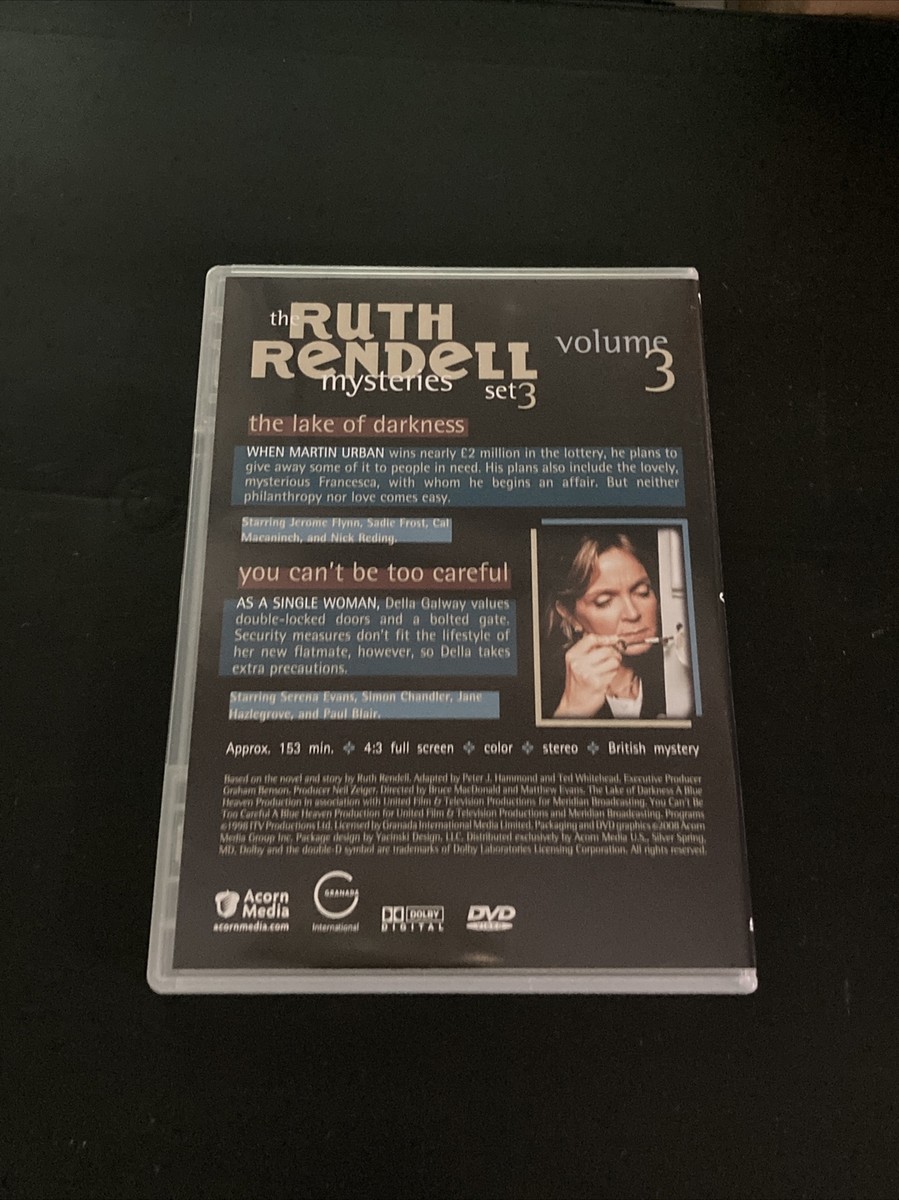 the RUTH
RENDELL
mysteries set 3
volume 3
the lake of darkness
WHEN MARTIN URBAN wins nearly £2 million in the lottery, he plans to
give away some of it to people in need. His plans also include the lovely,
mysterious Francesca, with whom he begins an affair. But neither
philanthropy nor love comes easy.
Starring Jerome Flynn, Sadie Frost, Cal
Macaninch, and Nick Reding.
you can't be too careful
AS A SINGLE WOMAN, Della Galway values
double-locked doors and a bolted gate.
Security measures don't fit the lifestyle of
her new flatmate, however, so Della takes
extra precautions.
Starring Serena Evans, Simon Chandler, Jane
Hazlegrove, and Paul Blair.
Approx. 153 min. ✤ 4:3 full screen ✤ color ✤ stereo ✤ British mystery
Based on the novel and story by Ruth Rendell. Adapted by Peter J. Hammond and Ted Whitehead. Executive Producer
Graham Benson. Producer Neil Zeiger. Directed by Bruce MacDonald and Matthew Evans. The Lake of Darkness A Blue
Heaven Production in association with United Film & Television Productions for Meridian Broadcasting. You Can't Be
Too Careful A Blue Heaven Production for United Film & Television Productions and Meridian Broadcasting. Programs
©1998 ITV Productions Ltd. Licensed by Granada International Media Limited. Packaging and DVD graphics ©2008 Acorn
Media Group Inc. Package design by Yacinski Design, LLC. Distributed exclusively by Acorn Media U.S., Silver Spring,
MD. Dolby and the double-D symbol are trademarks of Dolby Laboratories Licensing Corporation. All rights reserved.
Acorn
Media
acornmedia.com
GRANADA
International
DOLBY
DIGITAL
DVD
VIDEO